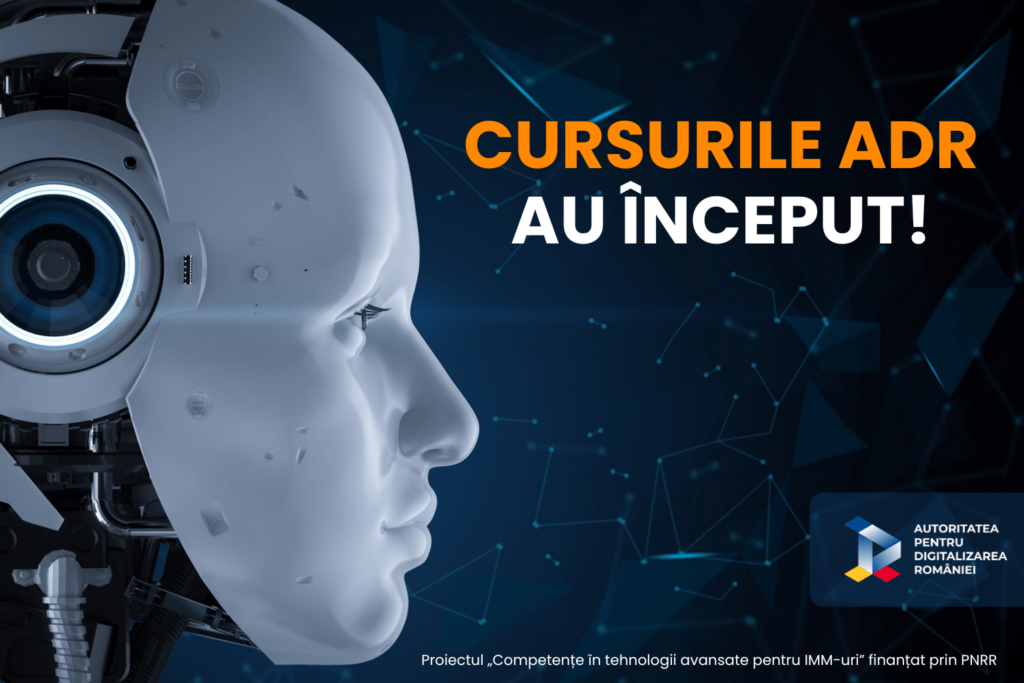 CURSURILE ADR
AU ÎNCEPUT!
AUTORITATEA
PENTRU
DIGITALIZAREA
ROMÂNIEI
Proiectul „Competențe în tehnologii avansate pentru IMM-uri” finanțat prin PNRR